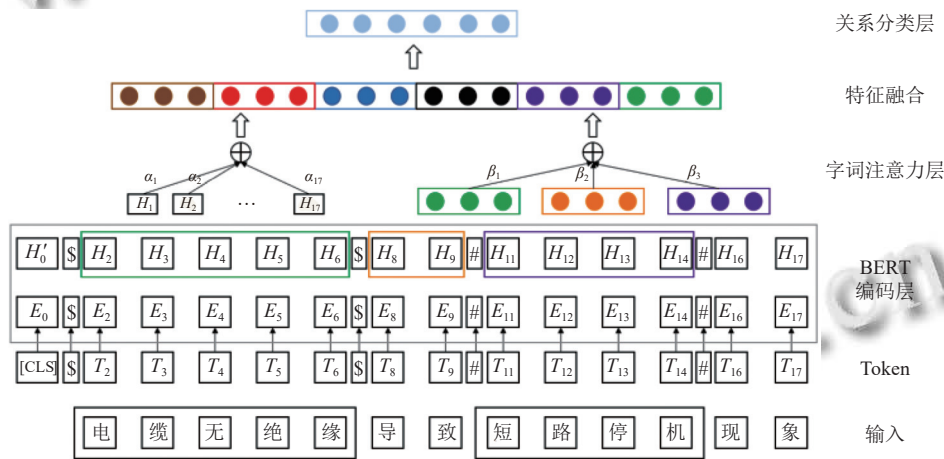 关系分类层
特征融合
字词注意力层
α₁ α₂ α₁₇ β₁ β₂ β₃
H₁ H₂ … H₁₇
H′₀ $ H₂ H₃ H₄ H₅ H₆ $ H₈ H₉ # H₁₁ H₁₂ H₁₃ H₁₄ # H₁₆ H₁₇
BERT
编码层
E₀ $ E₂ E₃ E₄ E₅ E₆ $ E₈ E₉ # E₁₁ E₁₂ E₁₃ E₁₄ # E₁₆ E₁₇
[CLS] $ T₂ T₃ T₄ T₅ T₆ $ T₈ T₉ # T₁₁ T₁₂ T₁₃ T₁₄ # T₁₆ T₁₇ Token
电 缆 无 绝 缘 导 致 短 路 停 机 现 象 输入